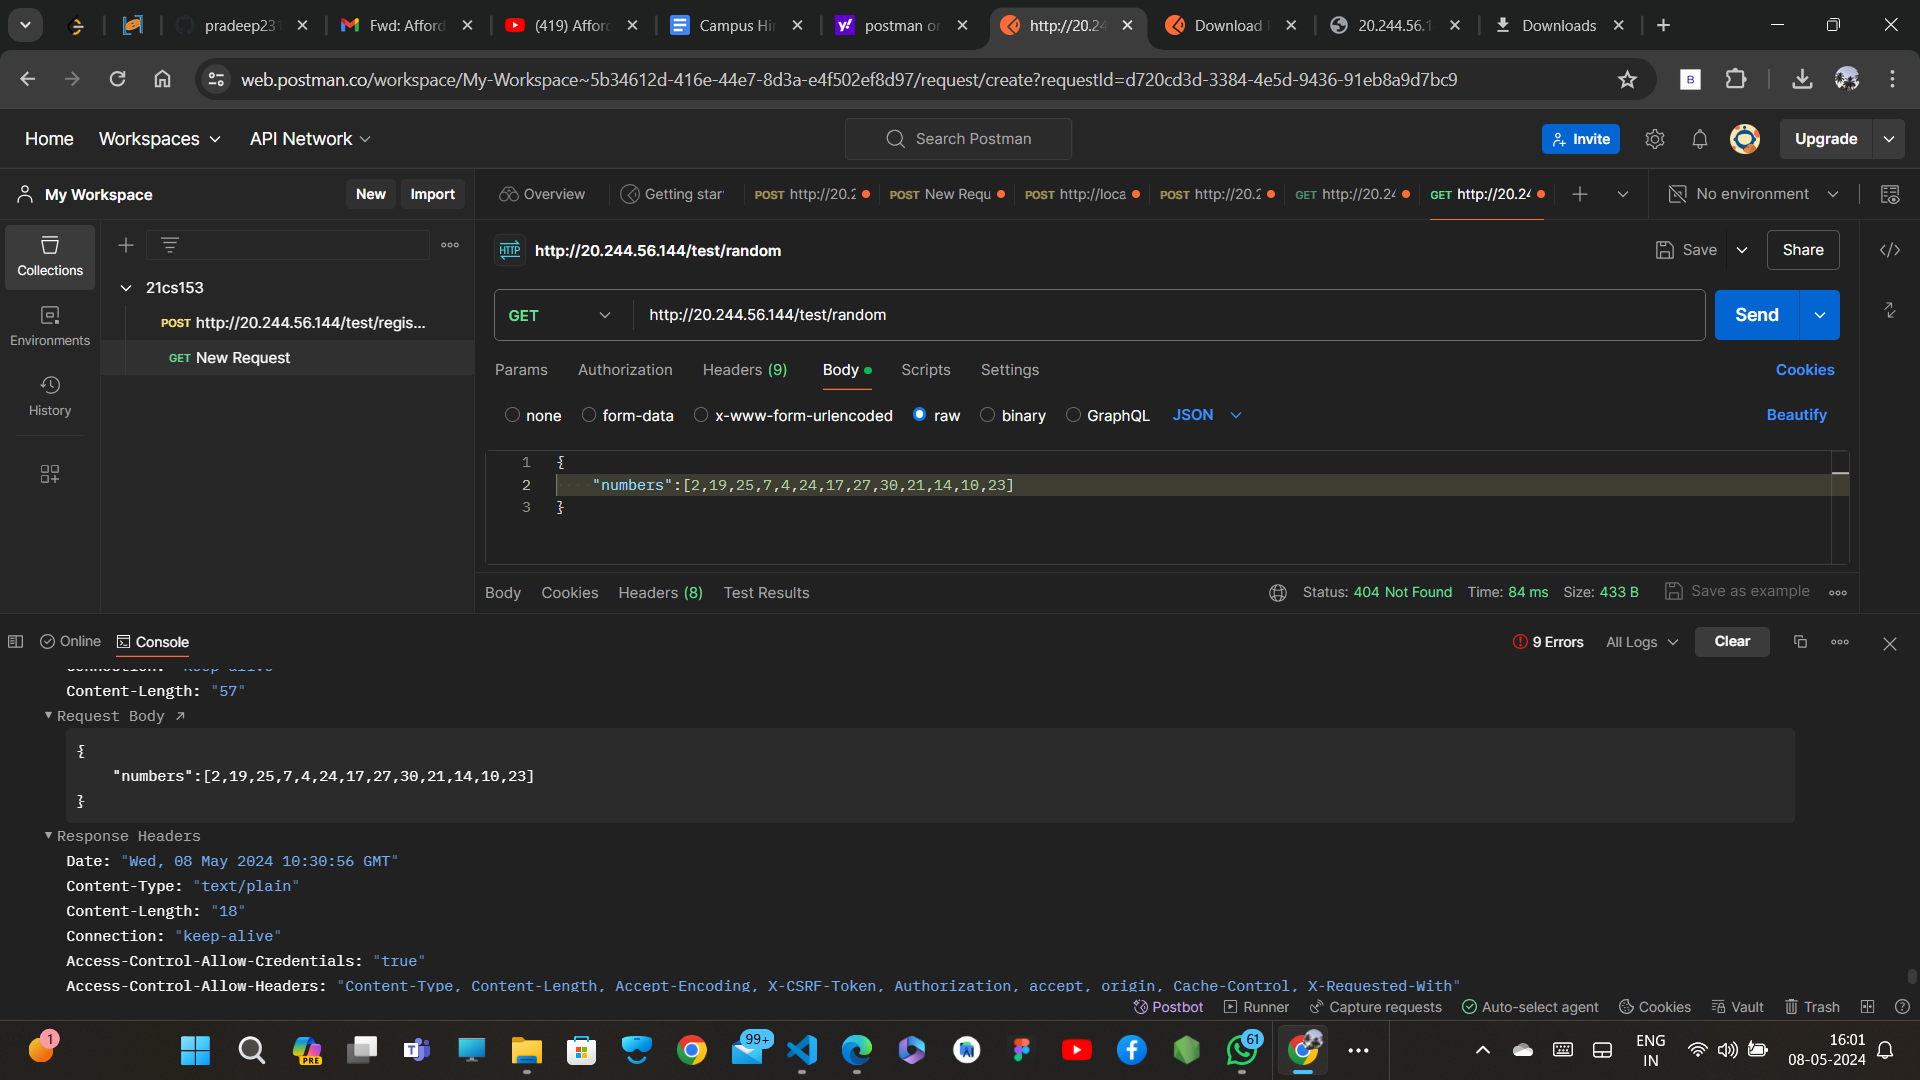 pradeep231
Fwd: Afford
(419) Afford
Campus Hir
postman or
http://20.24
Download
20.244.56.1
Downloads
web.postman.co/workspace/My-Workspace~5b34612d-416e-44e7-8d3a-e4f502ef8d97/request/create?requestId=d720cd3d-3384-4e5d-9436-91eb8a9d7bc9
B
Home
Workspaces
API Network
Search Postman
Invite
Upgrade
My Workspace
New
Import
Overview
Getting star
POST http://20.2
POST New Requ
POST http://loca
POST http://20.2
GET http://20.24
GET http://20.24
No environment
Collections
Environments
History
21cs153
POST http://20.244.56.144/test/regis...
GET New Request
HTTP
http://20.244.56.144/test/random
Save
Share
GET
http://20.244.56.144/test/random
Send
Params
Authorization
Headers (9)
Body
Scripts
Settings
Cookies
none
form-data
x-www-form-urlencoded
raw
binary
GraphQL
JSON
Beautify
1 {
2 "numbers":[2,19,25,7,4,24,17,27,30,21,14,10,23]
3 }
Body
Cookies
Headers (8)
Test Results
Status: 404 Not Found
Time: 84 ms
Size: 433 B
Save as example
Online
Console
9 Errors
All Logs
Clear
Connection: "keep-alive"
Content-Length: "57"
Request Body
{
"numbers":[2,19,25,7,4,24,17,27,30,21,14,10,23]
}
Response Headers
Date: "Wed, 08 May 2024 10:30:56 GMT"
Content-Type: "text/plain"
Content-Length: "18"
Connection: "keep-alive"
Access-Control-Allow-Credentials: "true"
Access-Control-Allow-Headers: "Content-Type, Content-Length, Accept-Encoding, X-CSRF-Token, Authorization, accept, origin, Cache-Control, X-Requested-With"
Postbot
Runner
Capture requests
Auto-select agent
Cookies
Vault
Trash
1
PRE
99+
61
ENG
IN
16:01
08-05-2024